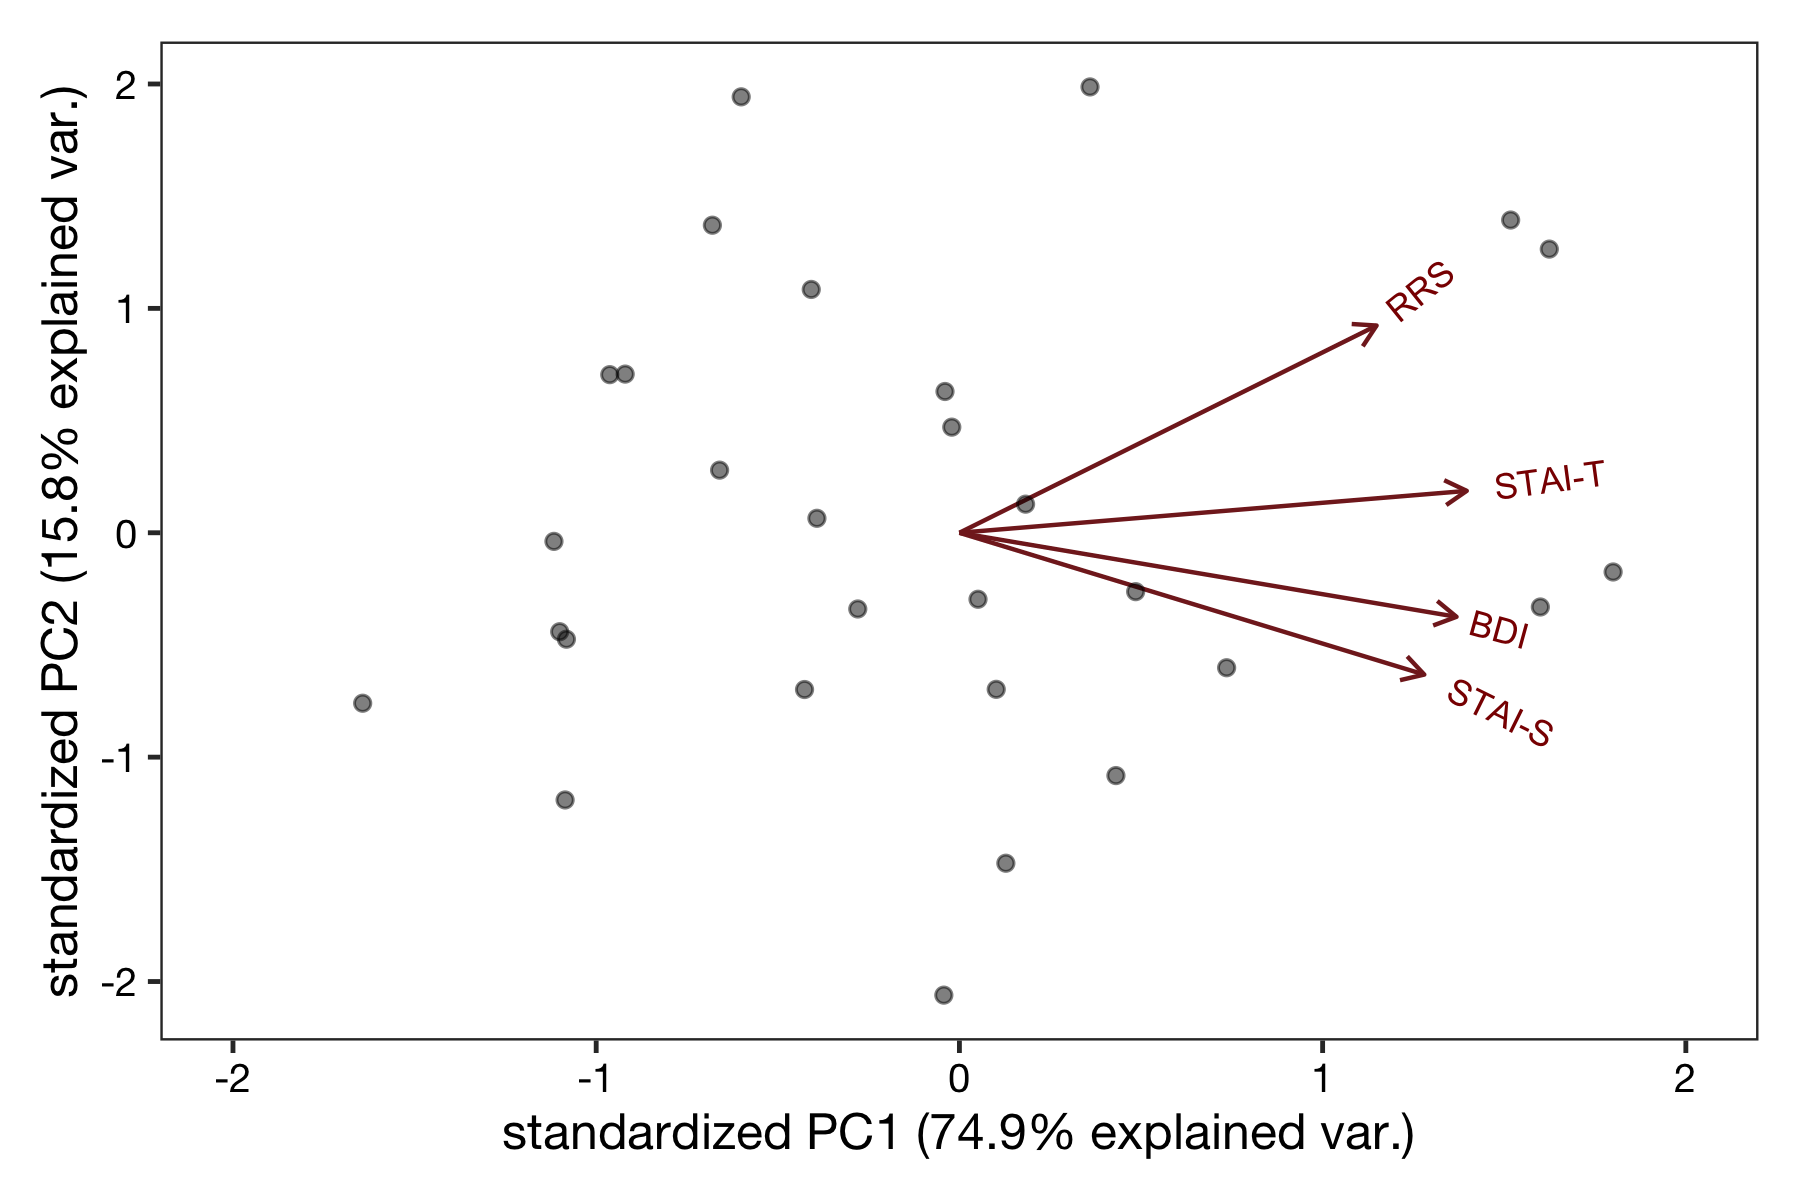 standardized PC2 (15.8% explained var.)
2
1
0
-1
-2
RRS
STAI-T
BDI
STAI-S
-2
-1
0
1
2
standardized PC1 (74.9% explained var.)